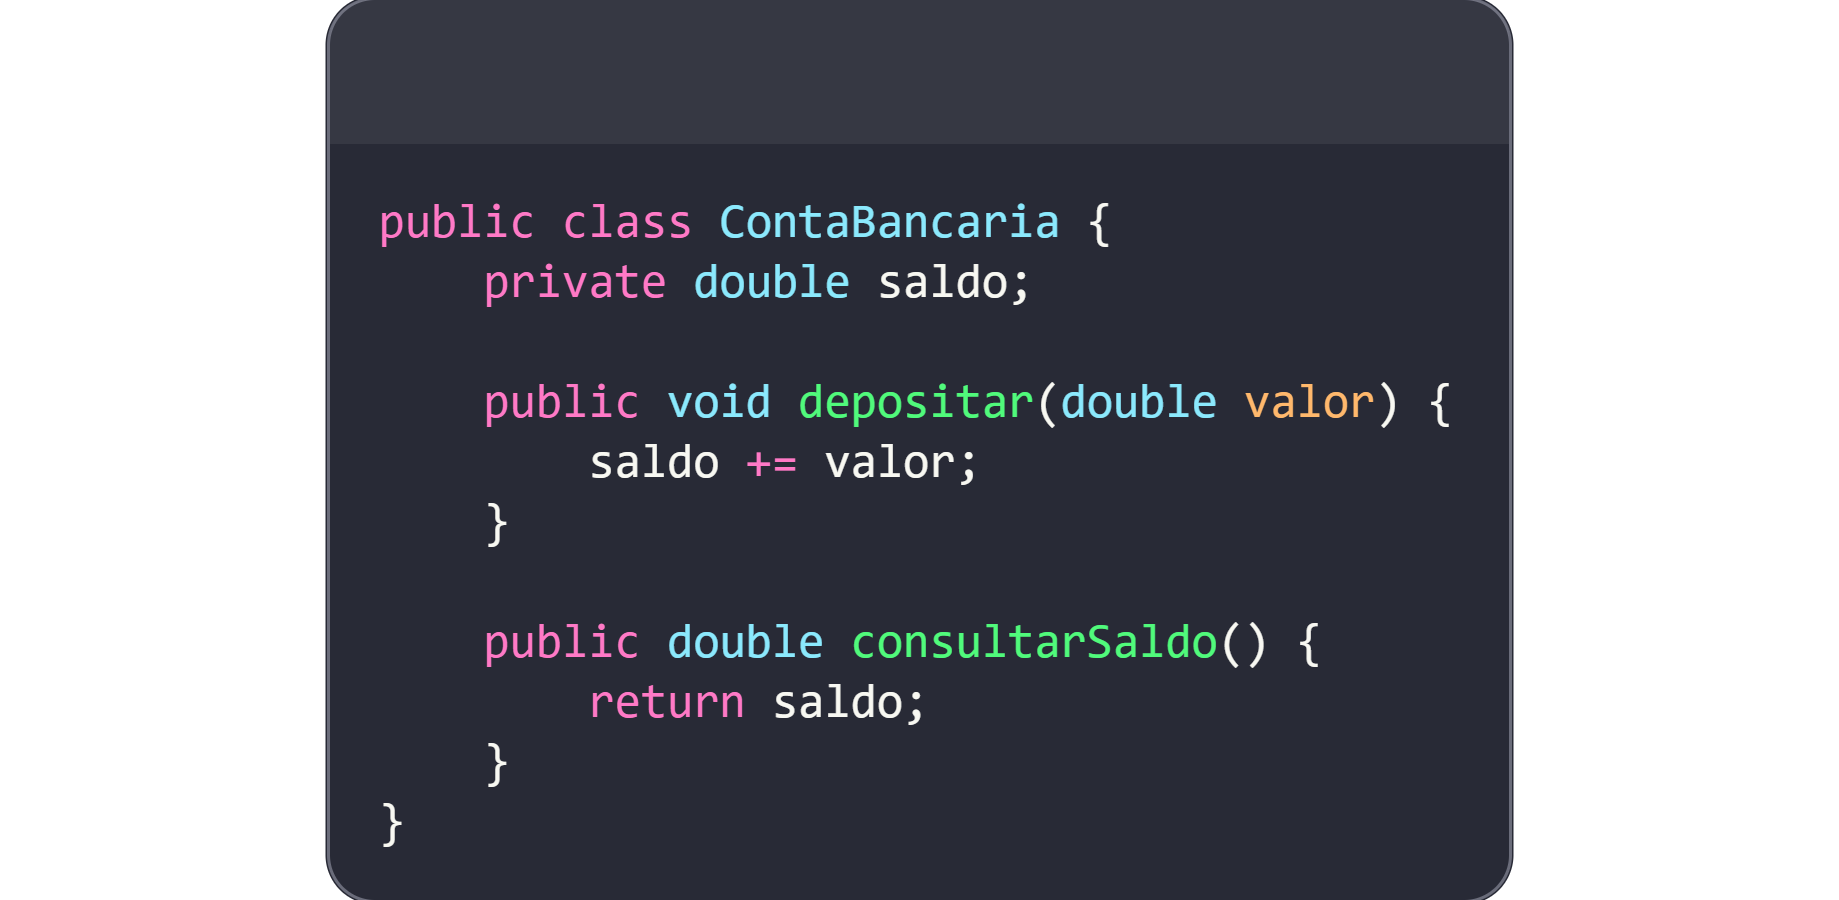 public class ContaBancaria {
    private double saldo;

    public void depositar(double valor) {
        saldo += valor;
    }

    public double consultarSaldo() {
        return saldo;
    }
}